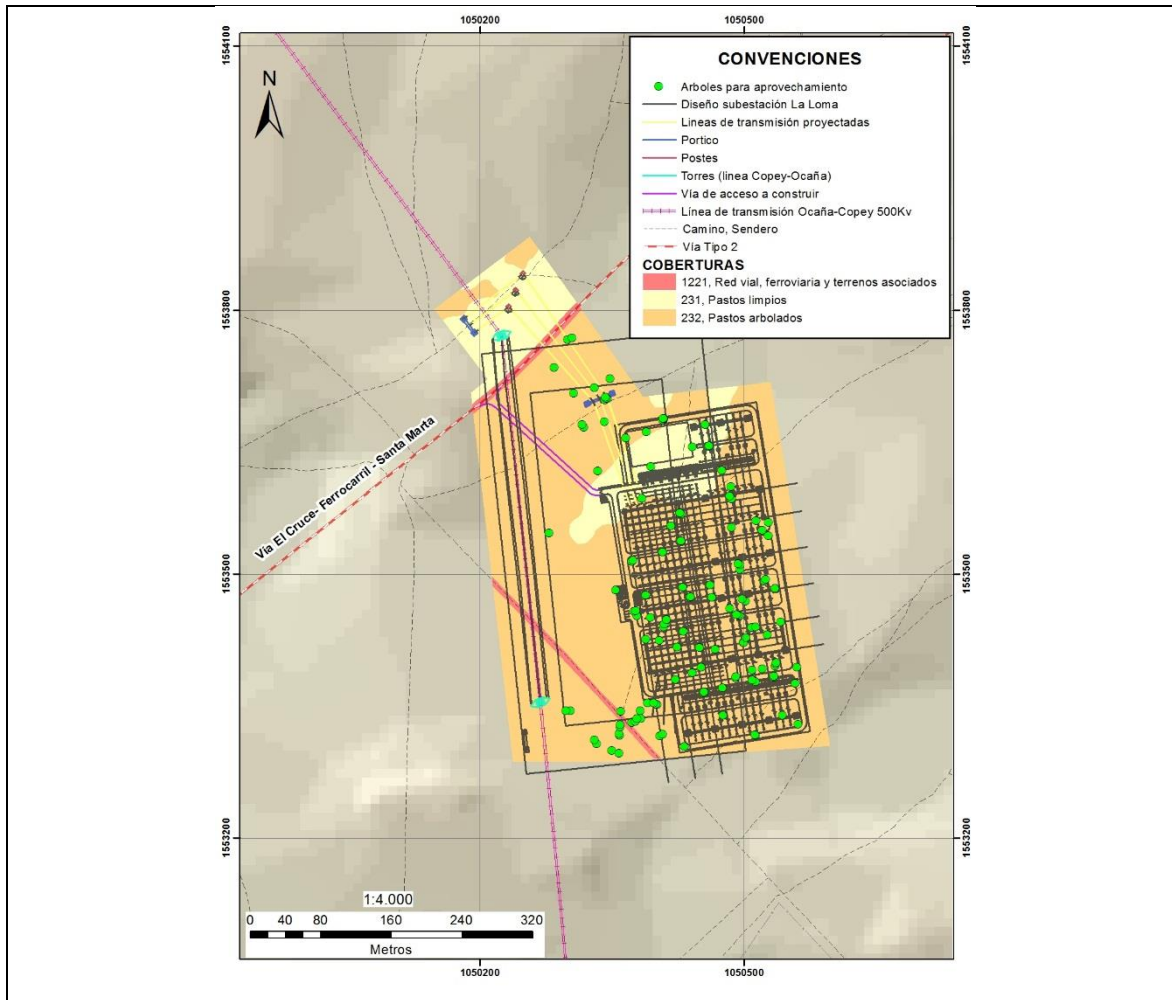 1050200
1050500
1554100
1554100
N
CONVENCIONES
Arboles para aprovechamiento
Diseño subestación La Loma
Lineas de transmisión proyectadas
Portico
Postes
Torres (linea Copey-Ocaña)
Vía de acceso a construir
Línea de transmisión Ocaña-Copey 500Kv
Camino, Sendero
Vía Tipo 2
COBERTURAS
1221, Red vial, ferroviaria y terrenos asociados
231, Pastos limpios
232, Pastos arbolados
1553800
1553800
Vía El Cruce- Ferrocarril - Santa Marta
1553500
1553500
1553200
1553200
1:4.000
0 40 80 160 240 320
Metros
1050200
1050500